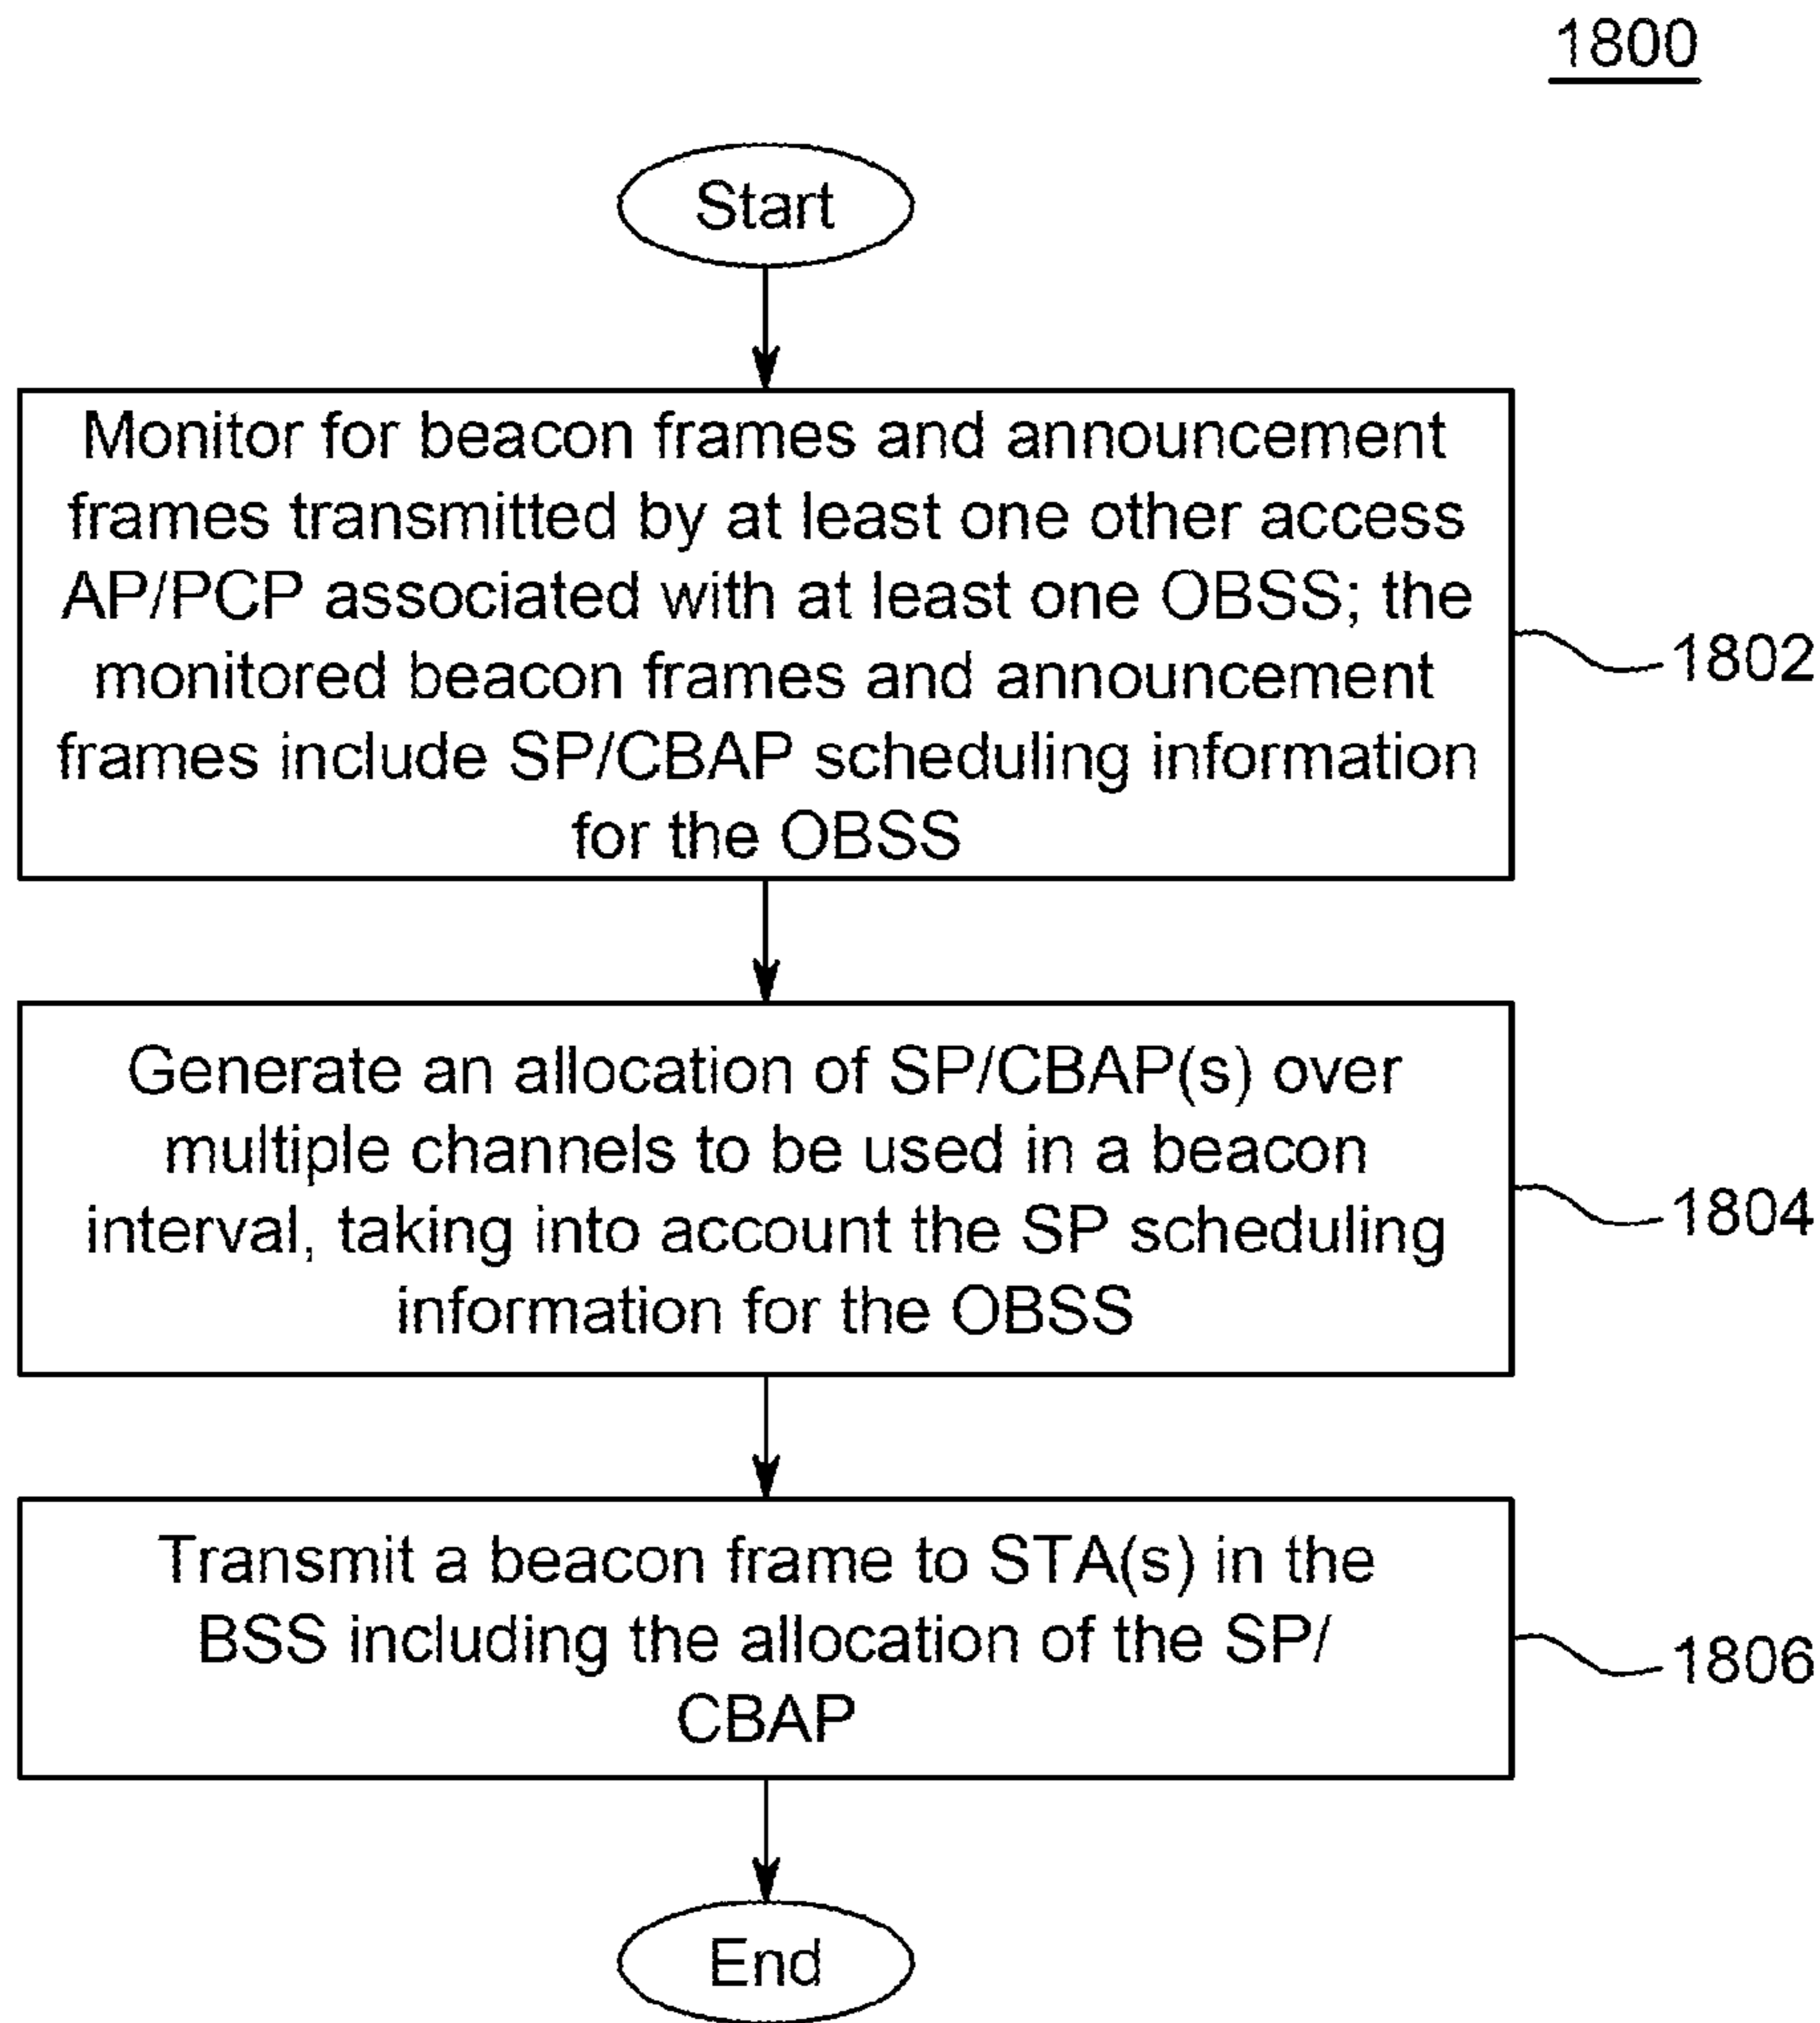 1800
Start
Monitor for beacon frames and announcement
frames transmitted by at least one other access
AP/PCP associated with at least one OBSS; the
monitored beacon frames and announcement
frames include SP/CBAP scheduling information
for the OBSS
1802
Generate an allocation of SP/CBAP(s) over
multiple channels to be used in a beacon
interval, taking into account the SP scheduling
information for the OBSS
1804
Transmit a beacon frame to STA(s) in the
BSS including the allocation of the SP/
CBAP
1806
End